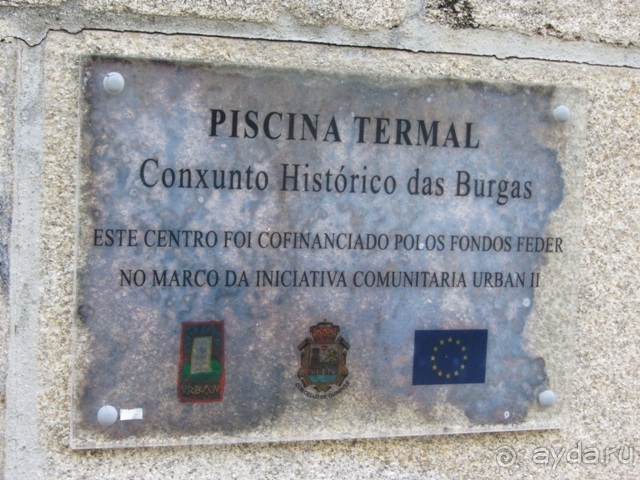 PISCINA TERMAL
Conxunto Histórico das Burgas
ESTE CENTRO FOI COFINANCIADO POLOS FONDOS FEDER
NO MARCO DA INICIATIVA COMUNITARIA URBAN II
URBAN
ayda.ru